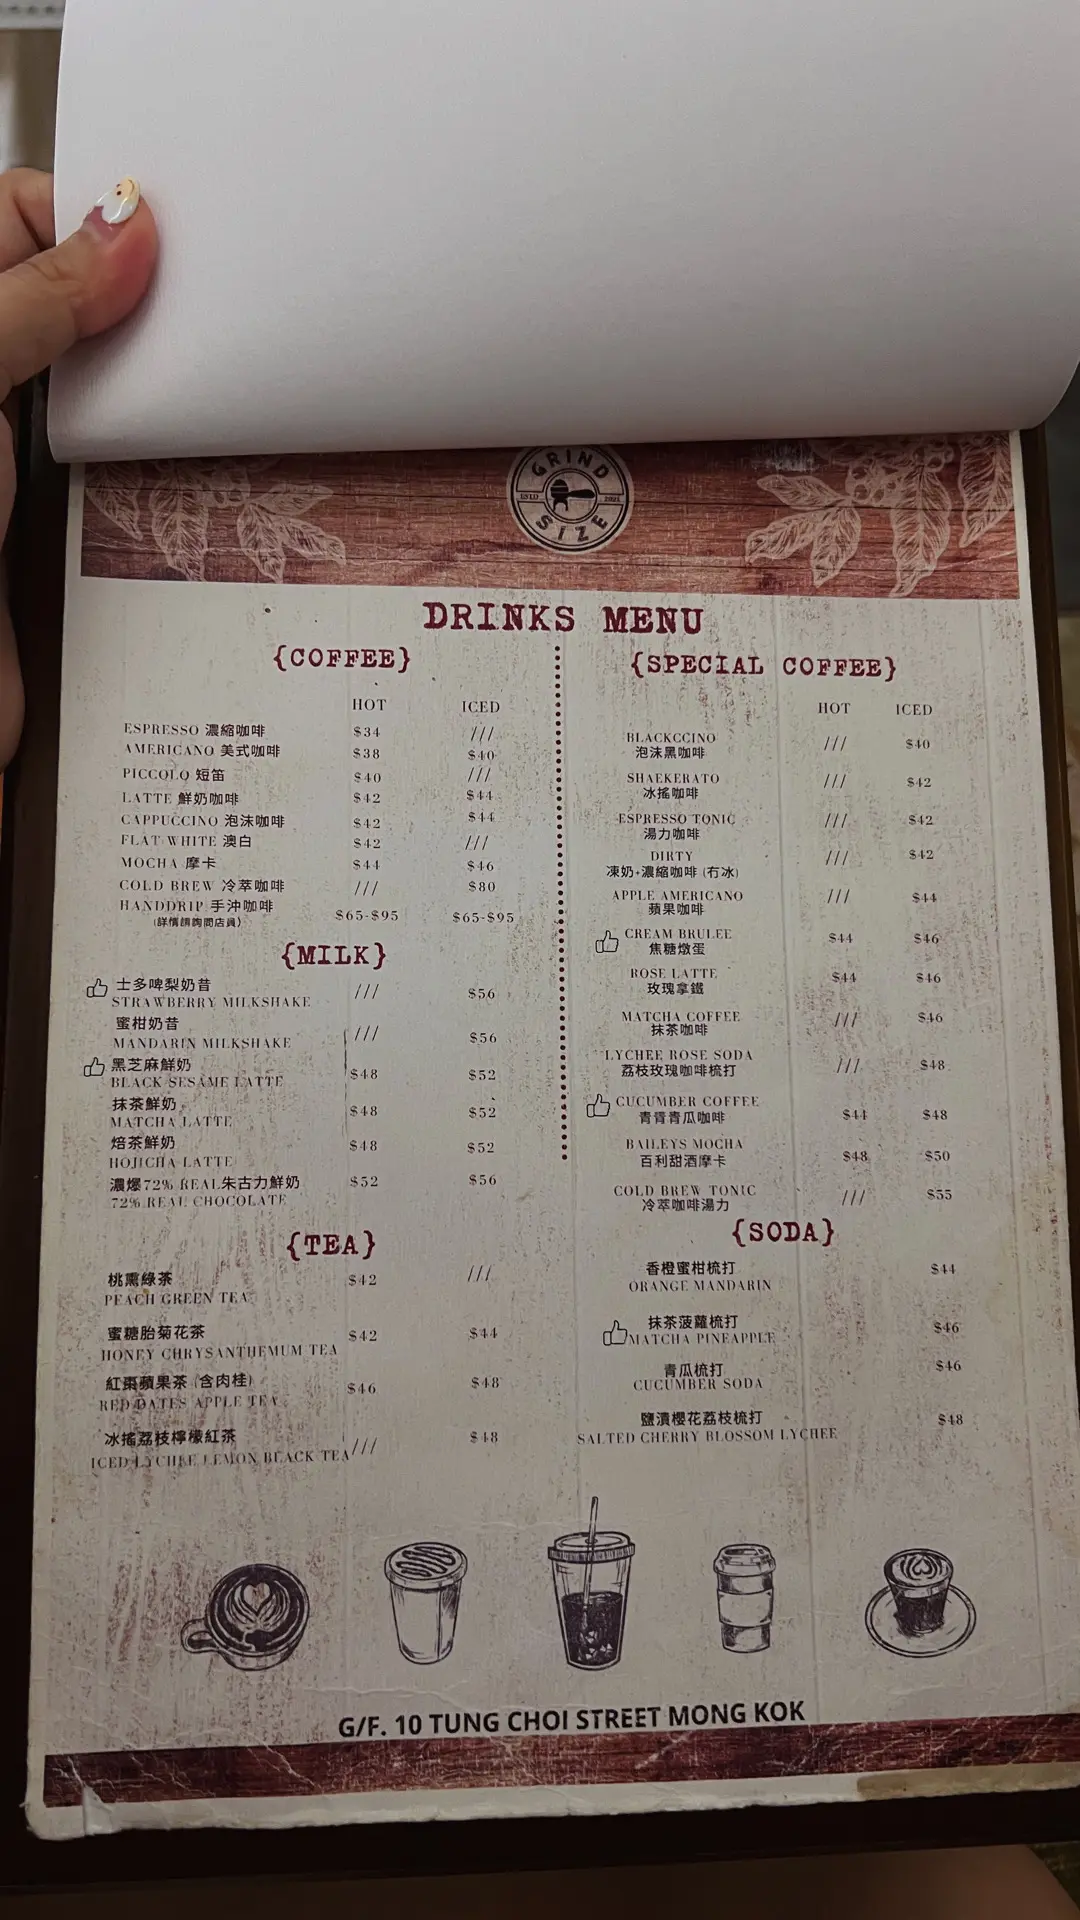 GRIND
ESTD 2021
SIZE
DRINKS MENU
{COFFEE}
HOT ICED
ESPRESSO 濃縮咖啡 $34 ///
AMERICANO 美式咖啡 $38 $40
PICCOLO 短笛 $40 ///
LATTE 鮮奶咖啡 $42 $44
CAPPUCCINO 泡沫咖啡 $42 $44
FLAT WHITE 澳白 $42 ///
MOCHA 摩卡 $44 $46
COLD BREW 冷萃咖啡 /// $80
HANDDRIP 手沖咖啡 $65-$95 $65-$95
(詳情請詢問店員)
{MILK}
士多啤梨奶昔
STRAWBERRY MILKSHAKE /// $56
蜜柑奶昔
MANDARIN MILKSHAKE /// $56
黑芝麻鮮奶
BLACK SESAME LATTE $48 $52
抹茶鮮奶
MATCHA LATTE $48 $52
焙茶鮮奶
HOJICHA LATTE $48 $52
濃爆72% REAL朱古力鮮奶 $52 $56
72% REAL CHOCOLATE
{TEA}
桃熏綠茶 $42 ///
PEACH GREEN TEA
蜜糖胎菊花茶 $42 $44
HONEY CHRYSANTHEMUM TEA
紅棗蘋果茶 (含肉桂) $46 $48
RED DATES APPLE TEA
冰搖荔枝檸檬紅茶 /// $48
ICED LYCHEE LEMON BLACK TEA
{SPECIAL COFFEE}
HOT ICED
BLACKCCINO /// $40
泡沫黑咖啡
SHAEKERATO /// $42
冰搖咖啡
ESPRESSO TONIC /// $42
湯力咖啡
DIRTY /// $42
凍奶+濃縮咖啡 (冇冰)
APPLE AMERICANO /// $44
蘋果咖啡
CREAM BRULEE $44 $46
焦糖燉蛋
ROSE LATTE $44 $46
玫瑰拿鐵
MATCHA COFFEE /// $46
抹茶咖啡
LYCHEE ROSE SODA /// $48
荔枝玫瑰咖啡梳打
CUCUMBER COFFEE $44 $48
青青瓜咖啡
BAILEYS MOCHA $48 $50
百利甜酒摩卡
COLD BREW TONIC /// $55
冷萃咖啡湯力
{SODA}
香橙蜜柑梳打 $44
ORANGE MANDARIN
抹茶菠蘿梳打 $46
MATCHA PINEAPPLE
青瓜梳打 $46
CUCUMBER SODA
鹽漬櫻花荔枝梳打 $48
SALTED CHERRY BLOSSOM LYCHEE
G/F. 10 TUNG CHOI STREET MONG KOK